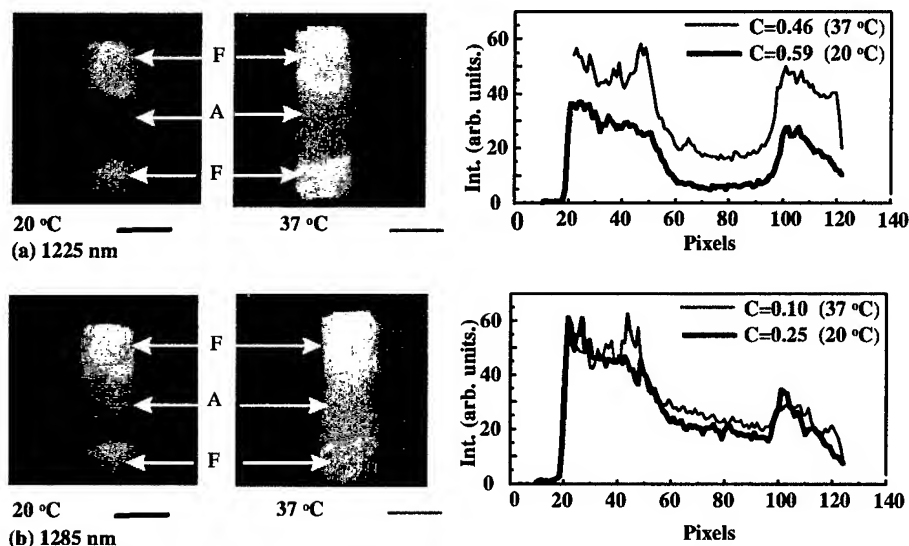 F
A
F
20 °C
37 °C
(a) 1225 nm
C=0.46 (37 °C)
C=0.59 (20 °C)
Int. (arb. units.)
60
40
20
0
0 20 40 60 80 100 120 140
Pixels
F
A
F
20 °C
37 °C
(b) 1285 nm
C=0.10 (37 °C)
C=0.25 (20 °C)
Int. (arb. units.)
60
40
20
0
0 20 40 60 80 100 120 140
Pixels